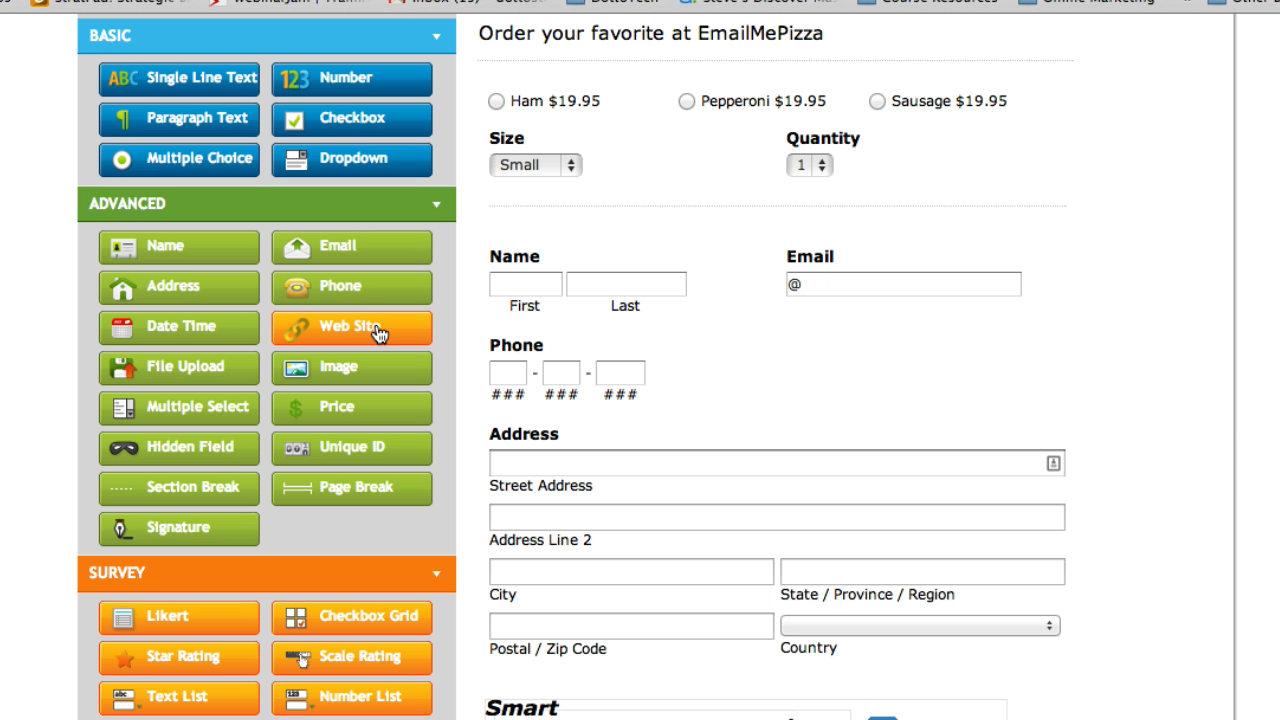 BASIC
ABC Single Line Text
123 Number
Paragraph Text
Checkbox
Multiple Choice
Dropdown
ADVANCED
Name
Email
Address
Phone
Date Time
Web Site
File Upload
Image
Multiple Select
$ Price
Hidden Field
Unique ID
Section Break
Page Break
Signature
SURVEY
Likert
Checkbox Grid
Star Rating
Scale Rating
abc Text List
123 Number List
Order your favorite at EmailMePizza
Ham $19.95 Pepperoni $19.95 Sausage $19.95
Size Quantity
Small 1
Name Email
@
First Last
Phone
- -
### ### ###
Address
Street Address
Address Line 2
City State / Province / Region
Postal / Zip Code Country
Smart